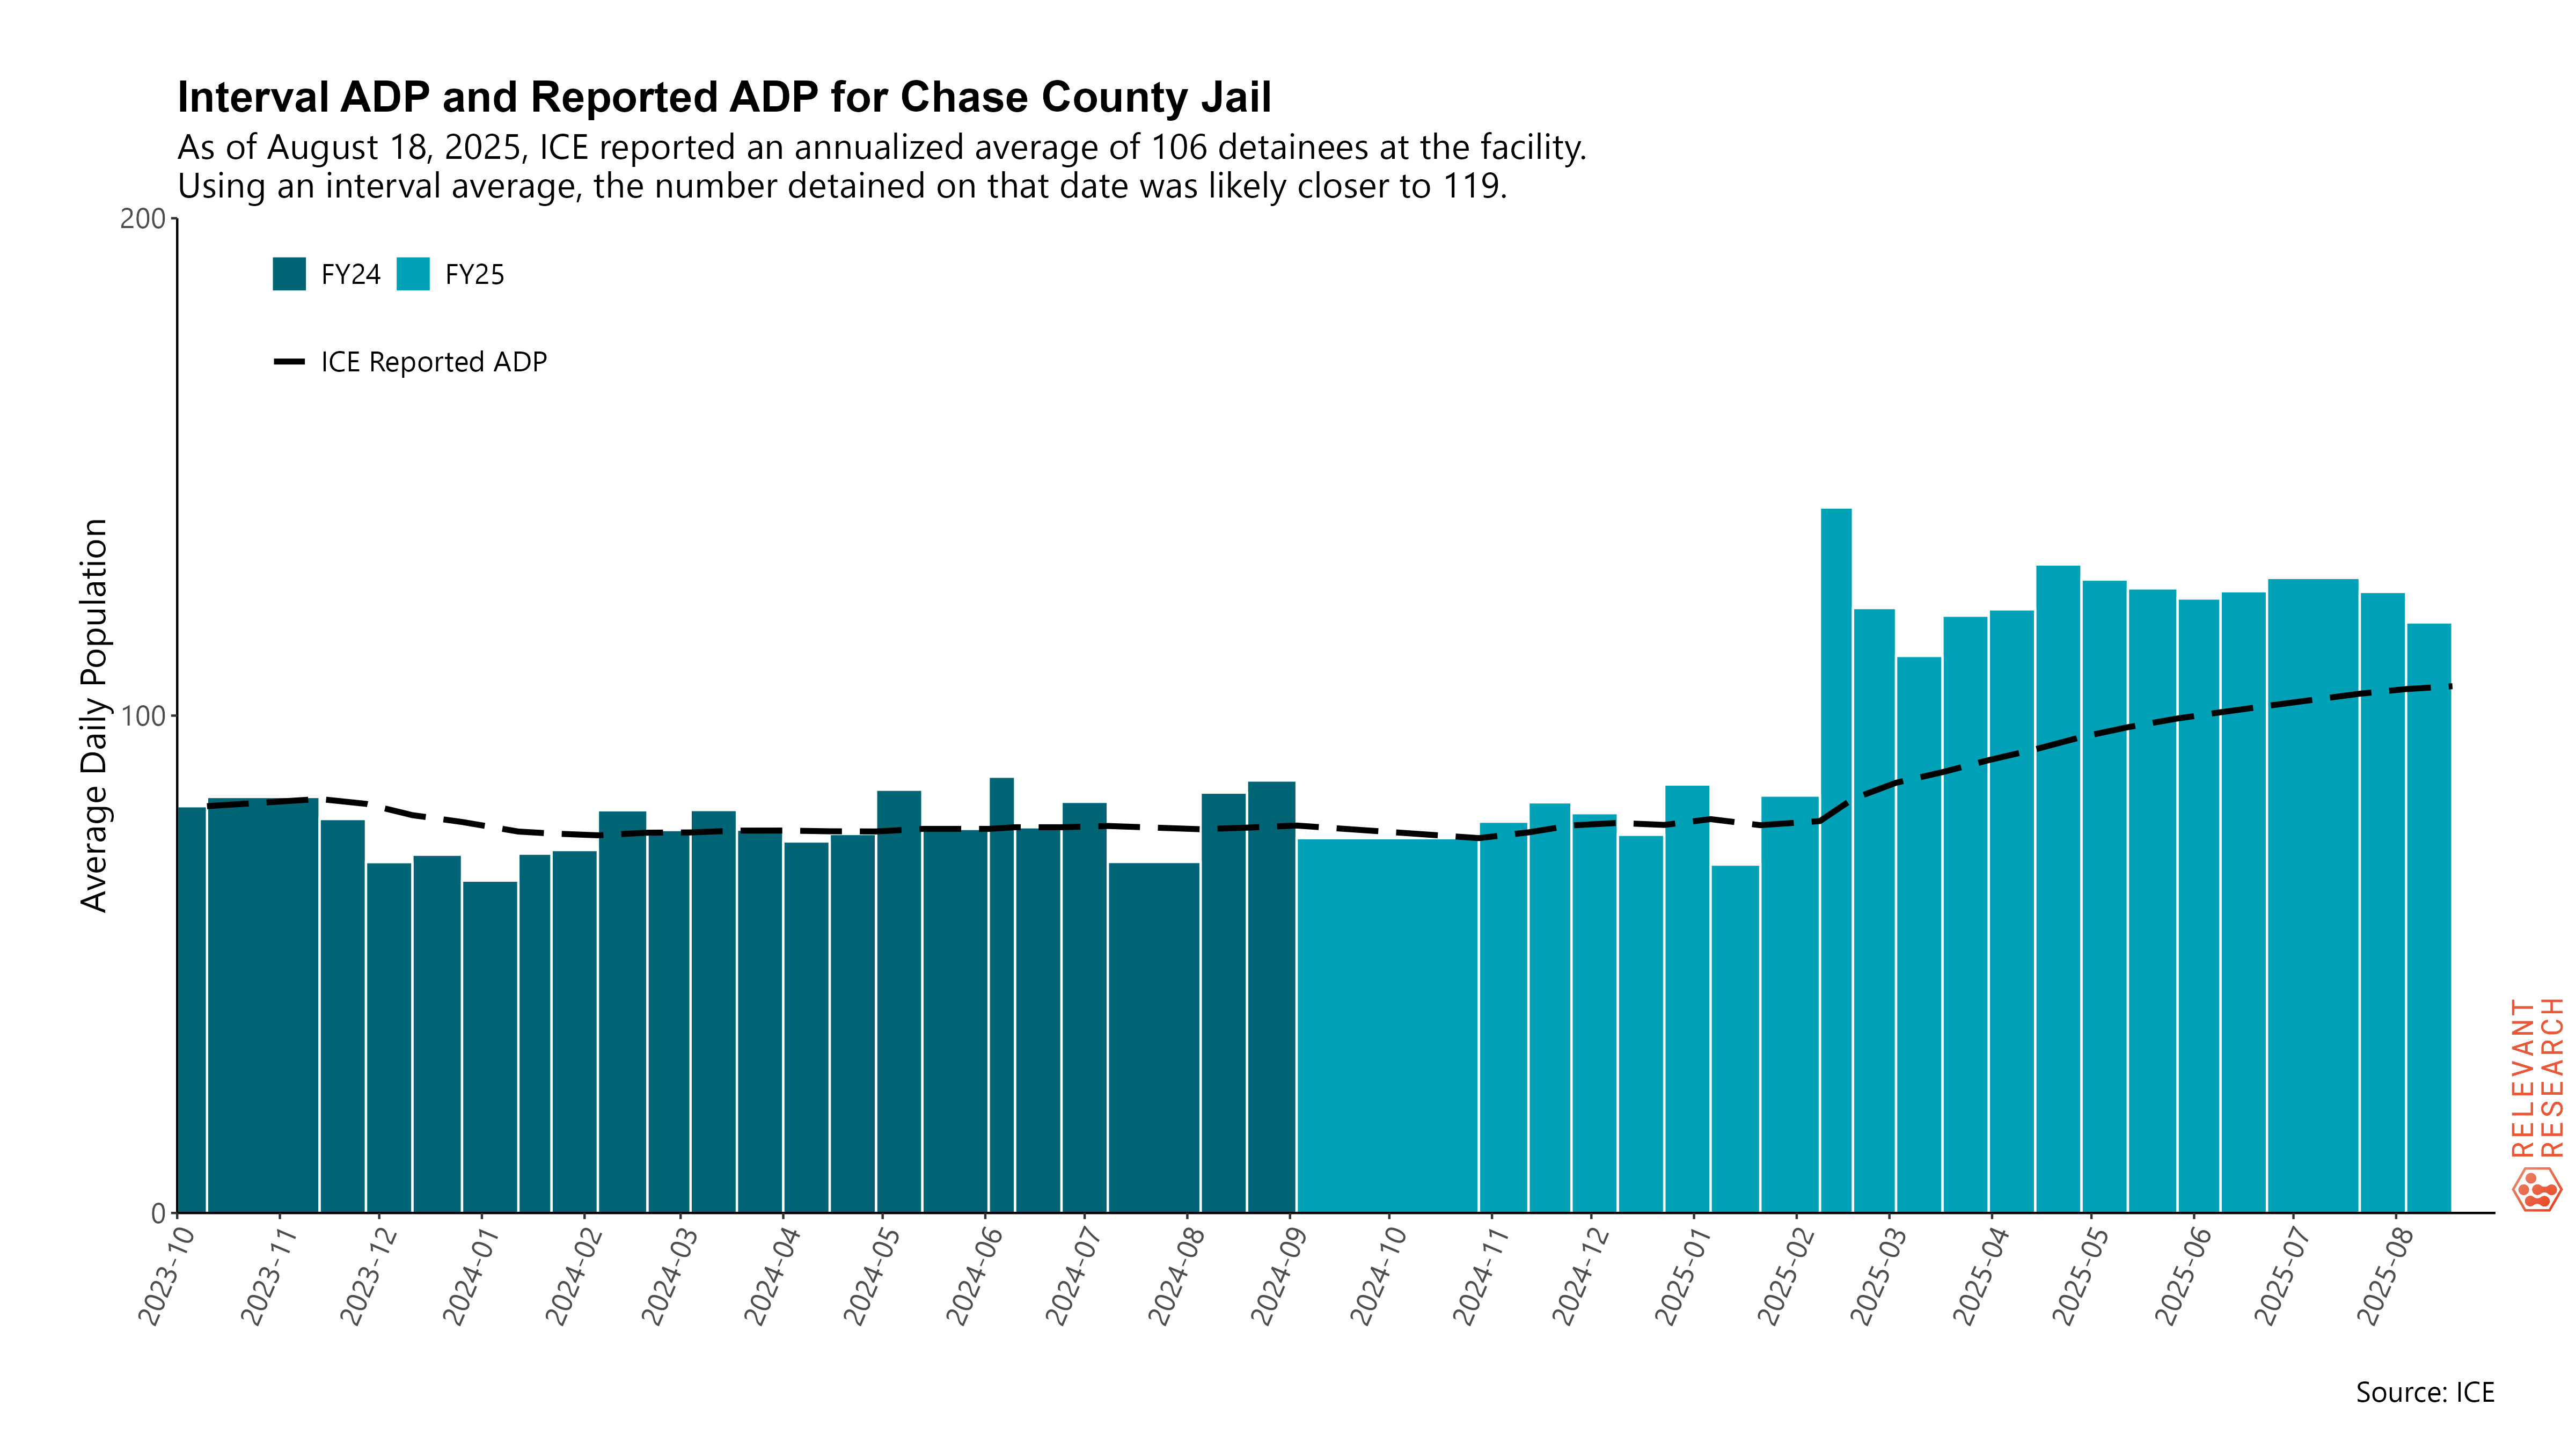 Interval ADP and Reported ADP for Chase County Jail
As of August 18, 2025, ICE reported an annualized average of 106 detainees at the facility.
Using an interval average, the number detained on that date was likely closer to 119.
200
FY24 FY25
ICE Reported ADP
Average Daily Population
100
0
2023-10 2023-11 2023-12 2024-01 2024-02 2024-03 2024-04 2024-05 2024-06 2024-07 2024-08 2024-09 2024-10 2024-11 2024-12 2025-01 2025-02 2025-03 2025-04 2025-05 2025-06 2025-07 2025-08
RELEVANT
RESEARCH
Source: ICE